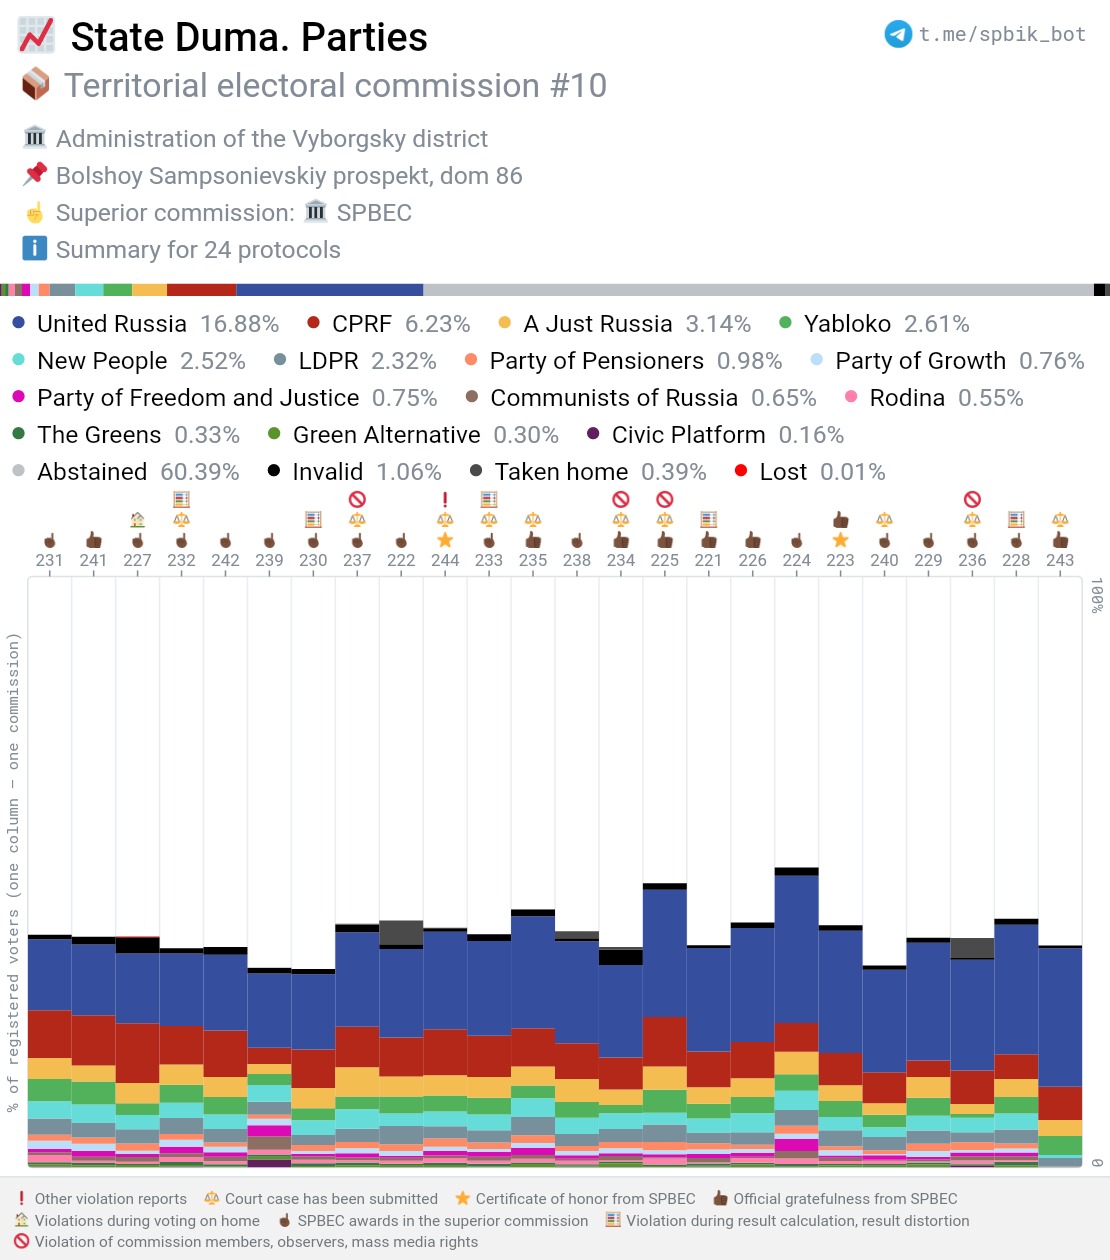 State Duma. Parties
t.me/spbik_bot
Territorial electoral commission #10
Administration of the Vyborgsky district
Bolshoy Sampsonievskiy prospekt, dom 86
Superior commission: SPBEC
Summary for 24 protocols
United Russia 16.88% CPRF 6.23% A Just Russia 3.14% Yabloko 2.61%
New People 2.52% LDPR 2.32% Party of Pensioners 0.98% Party of Growth 0.76%
Party of Freedom and Justice 0.75% Communists of Russia 0.65% Rodina 0.55%
The Greens 0.33% Green Alternative 0.30% Civic Platform 0.16%
Abstained 60.39% Invalid 1.06% Taken home 0.39% Lost 0.01%
231 241 227 232 242 239 230 237 222 244 233 235 238 234 225 221 226 224 223 240 229 236 228 243
100%
% of registered voters (one column – one commission)
0
Other violation reports Court case has been submitted Certificate of honor from SPBEC Official gratefulness from SPBEC
Violations during voting on home SPBEC awards in the superior commission Violation during result calculation, result distortion
Violation of commission members, observers, mass media rights